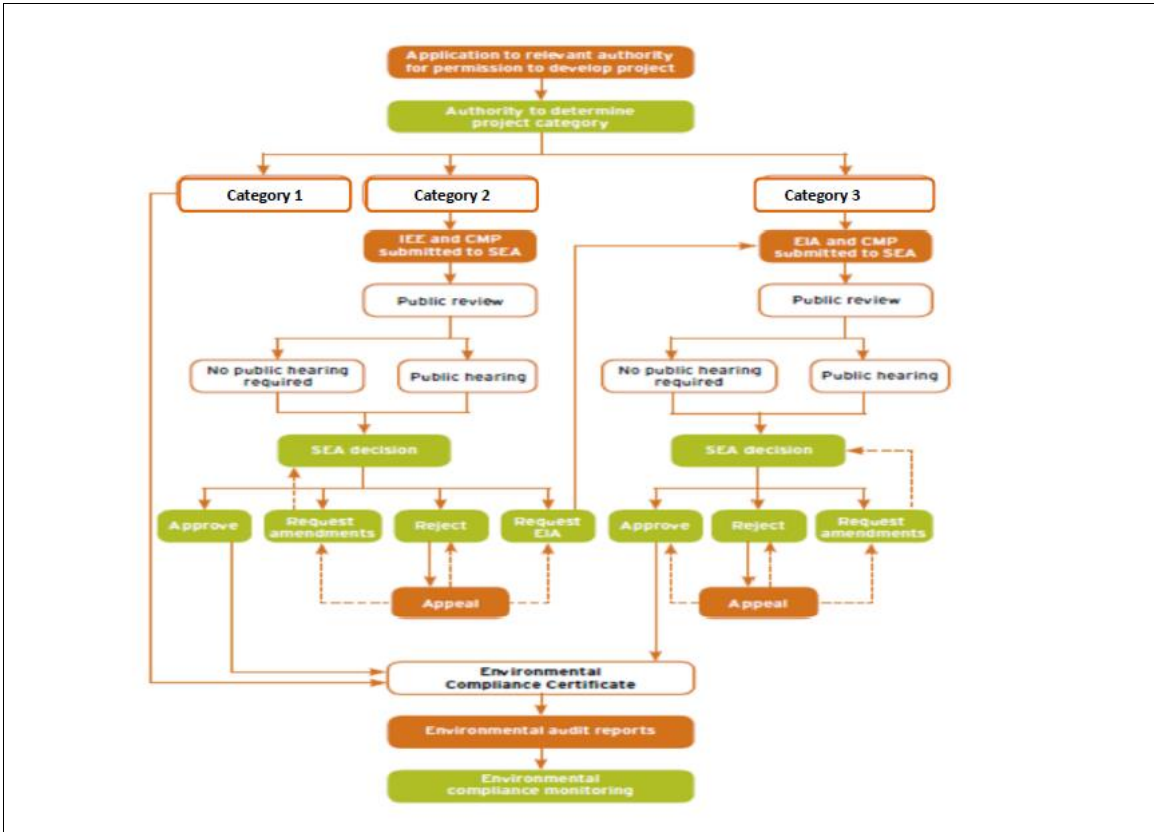 Application to relevant authority
for permission to develop project
Authority to determine
project category
Category 1
Category 2
Category 3
IEE and CMP
submitted to SEA
EIA and CMP
submitted to SEA
Public review
Public review
No public hearing
required
Public hearing
No public hearing
required
Public hearing
SEA decision
SEA decision
Approve
Request
amendments
Reject
Request
EIA
Approve
Reject
Request
amendments
Appeal
Appeal
Environmental
Compliance Certificate
Environmental audit reports
Environmental
compliance monitoring